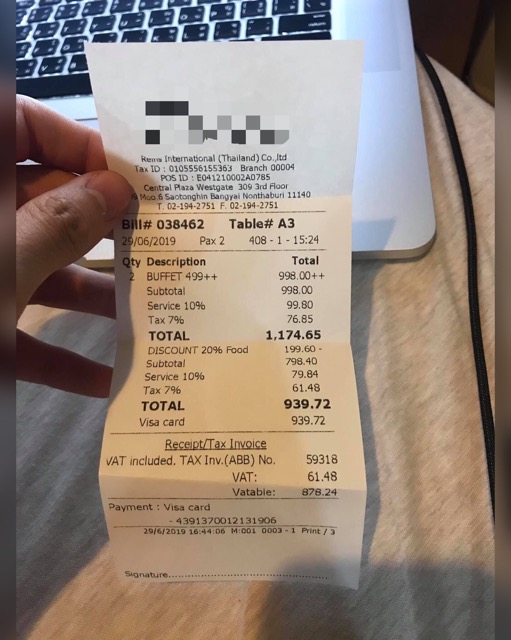 Rems International (Thailand) Co.,ltd
Tax ID : 0105556155363 Branch 00004
POS ID : E041210002A0785
Central Plaza Westgate 309 3rd Floor
Moo.6 Saotonghin Bangyai Nonthaburi 11140
T. 02-194-2751 F. 02-194-2751
Bill# 038462 Table# A3
29/06/2019 Pax 2 408 - 1 - 15:24
Qty Description Total
2 BUFFET 499++ 998.00++
Subtotal 998.00
Service 10% 99.80
Tax 7% 76.85
TOTAL 1,174.65
DISCOUNT 20% Food 199.60 -
Subtotal 798.40
Service 10% 79.84
Tax 7% 61.48
TOTAL 939.72
Visa card 939.72
Receipt/Tax Invoice
VAT included. TAX Inv.(ABB) No. 59318
VAT: 61.48
Vatable: 878.24
Payment : Visa card
- 4391370012131906
29/6/2019 16:44:06 M:001 0003 - 1 Print / 3
Signature